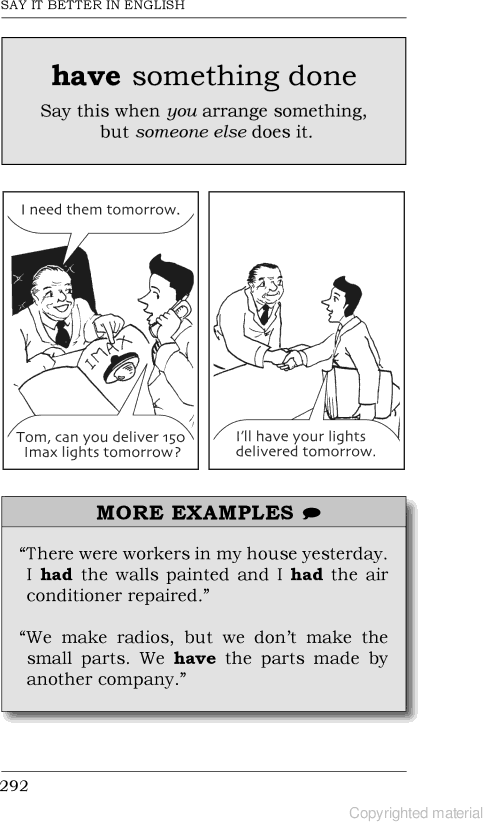 SAY IT BETTER IN ENGLISH
have something done
Say this when you arrange something,
but someone else does it.
I need them tomorrow.
IMAX
Tom, can you deliver 150
Imax lights tomorrow?
I'll have your lights
delivered tomorrow.
MORE EXAMPLES
“There were workers in my house yesterday.
I had the walls painted and I had the air
conditioner repaired.”
“We make radios, but we don't make the
small parts. We have the parts made by
another company.”
292
Copyrighted material